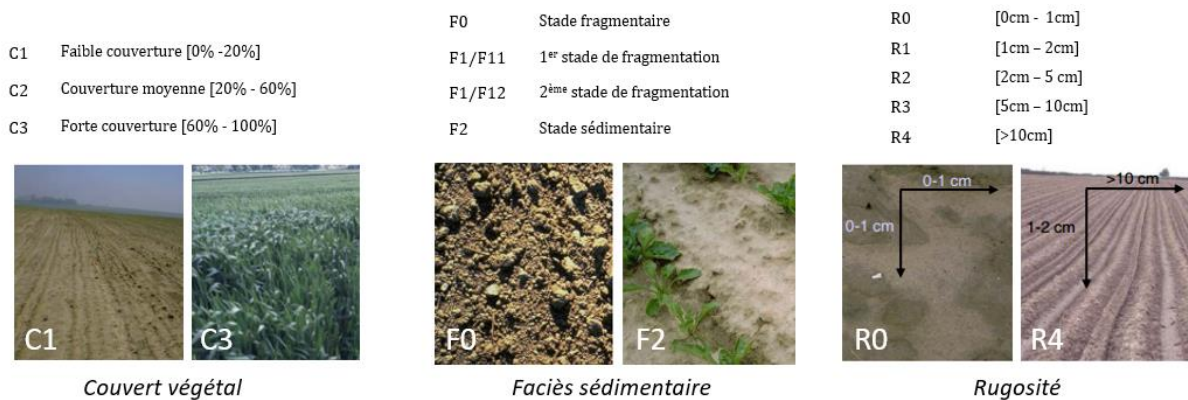 C1 Faible couverture [0% -20%]
C2 Couverture moyenne [20% - 60%]
C3 Forte couverture [60% - 100%]
C1
C3
Couvert végétal
F0 Stade fragmentaire
F1/F11 1er stade de fragmentation
F1/F12 2ème stade de fragmentation
F2 Stade sédimentaire
F0
F2
Faciès sédimentaire
R0 [0cm - 1cm]
R1 [1cm – 2cm]
R2 [2cm – 5 cm]
R3 [5cm – 10cm]
R4 [>10cm]
0-1 cm
0-1 cm
R0
>10 cm
1-2 cm
R4
Rugosité